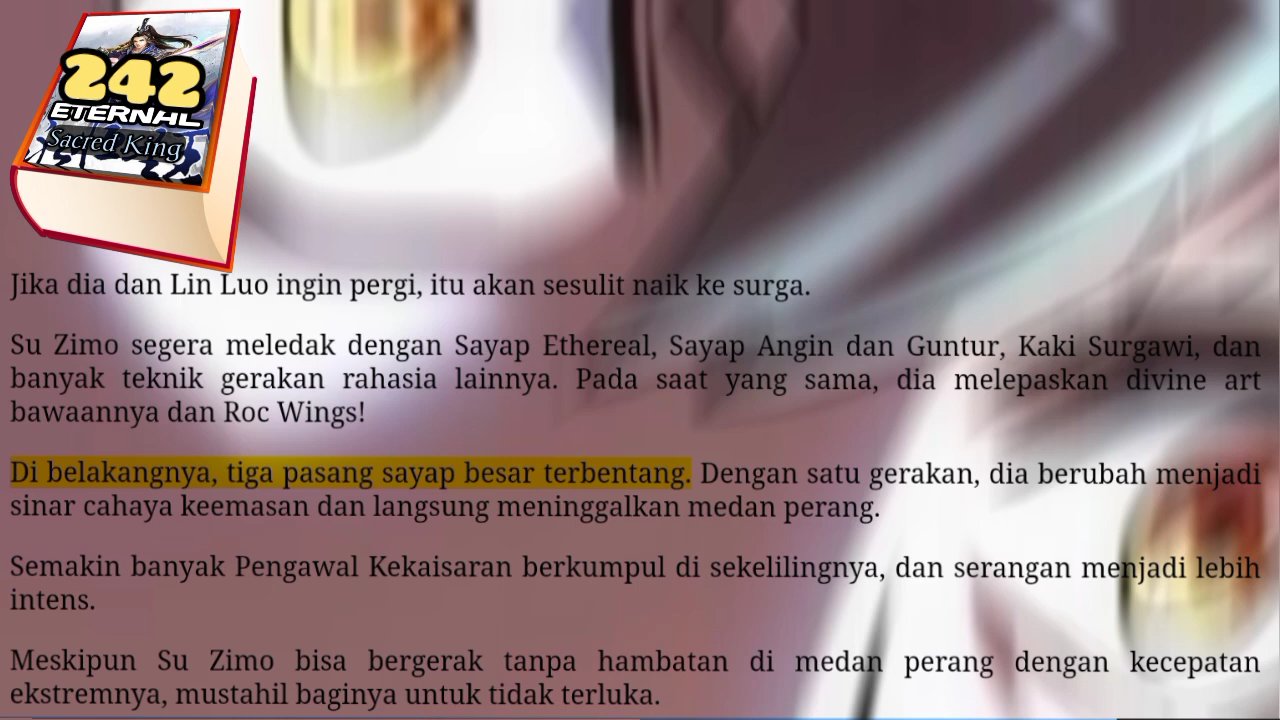 242
ETERNAL
Sacred King
Jika dia dan Lin Luo ingin pergi, itu akan sesulit naik ke surga.
Su Zimo segera meledak dengan Sayap Ethereal, Sayap Angin dan Guntur, Kaki Surgawi, dan
banyak teknik gerakan rahasia lainnya. Pada saat yang sama, dia melepaskan divine art
bawaannya dan Roc Wings!
Di belakangnya, tiga pasang sayap besar terbentang. Dengan satu gerakan, dia berubah menjadi
sinar cahaya keemasan dan langsung meninggalkan medan perang.
Semakin banyak Pengawal Kekaisaran berkumpul di sekelilingnya, dan serangan menjadi lebih
intens.
Meskipun Su Zimo bisa bergerak tanpa hambatan di medan perang dengan kecepatan
ekstremnya, mustahil baginya untuk tidak terluka.